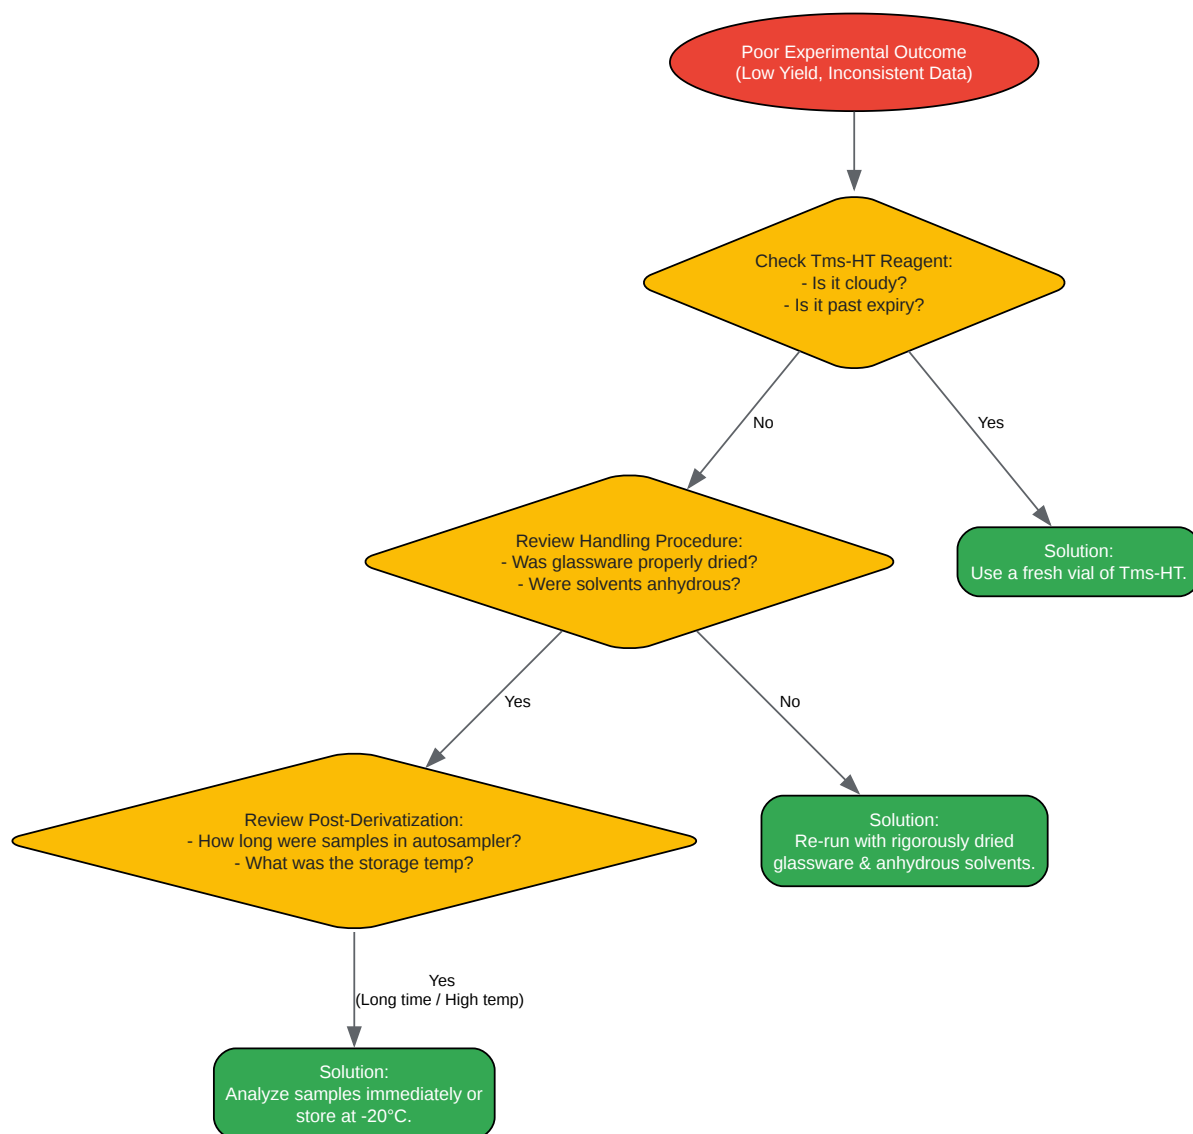 Poor Experimental Outcome
(Low Yield, Inconsistent Data)
Check Tms-HT Reagent:
- Is it cloudy?
- Is it past expiry?
No
Yes
Review Handling Procedure:
- Was glassware properly dried?
- Were solvents anhydrous?
Solution:
Use a fresh vial of Tms-HT.
Yes
No
Review Post-Derivatization:
- How long were samples in autosampler?
- What was the storage temp?
Solution:
Re-run with rigorously dried
glassware & anhydrous solvents.
Yes
(Long time / High temp)
Solution:
Analyze samples immediately or
store at -20°C.